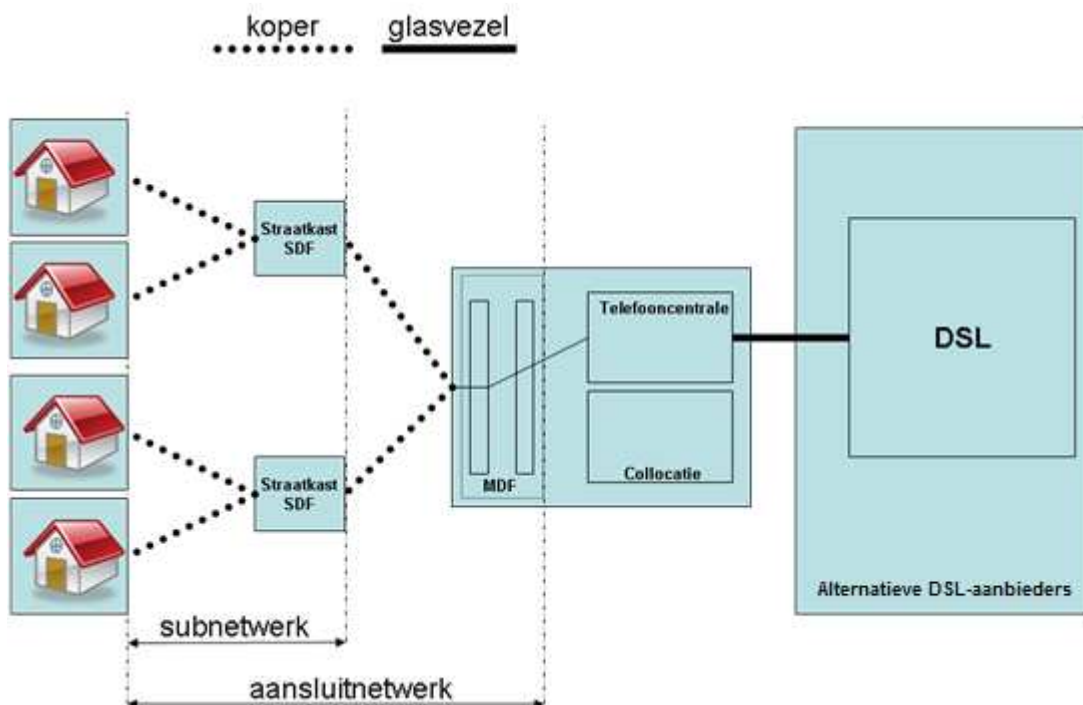 koper
glasvezel
Straatkast
SDF
Telefooncentrale
DSL
Straatkast
SDF
MDF
Collocatie
Alternatieve DSL-aanbieders
subnetwerk
aansluitnetwerk